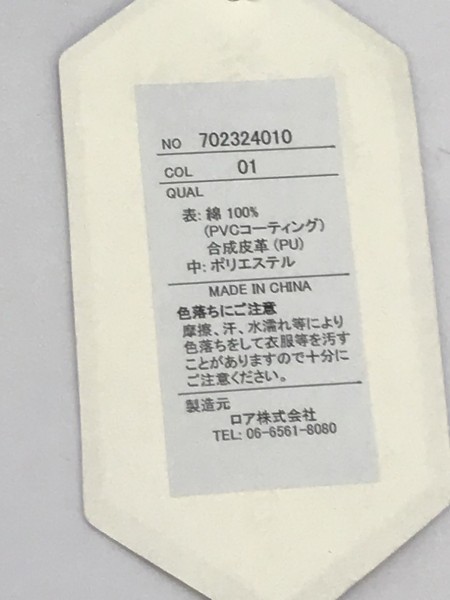 NO 702324010
COL 01
QUAL
表: 綿 100%
(PVCコーティング)
合成皮革 (PU)
中: ポリエステル
MADE IN CHINA
色落ちにご注意
摩擦、汗、水濡れ等により
色落ちをして衣服等を汚す
ことがありますので十分に
ご注意ください。
製造元
ロア株式会社
TEL: 06-6561-8080